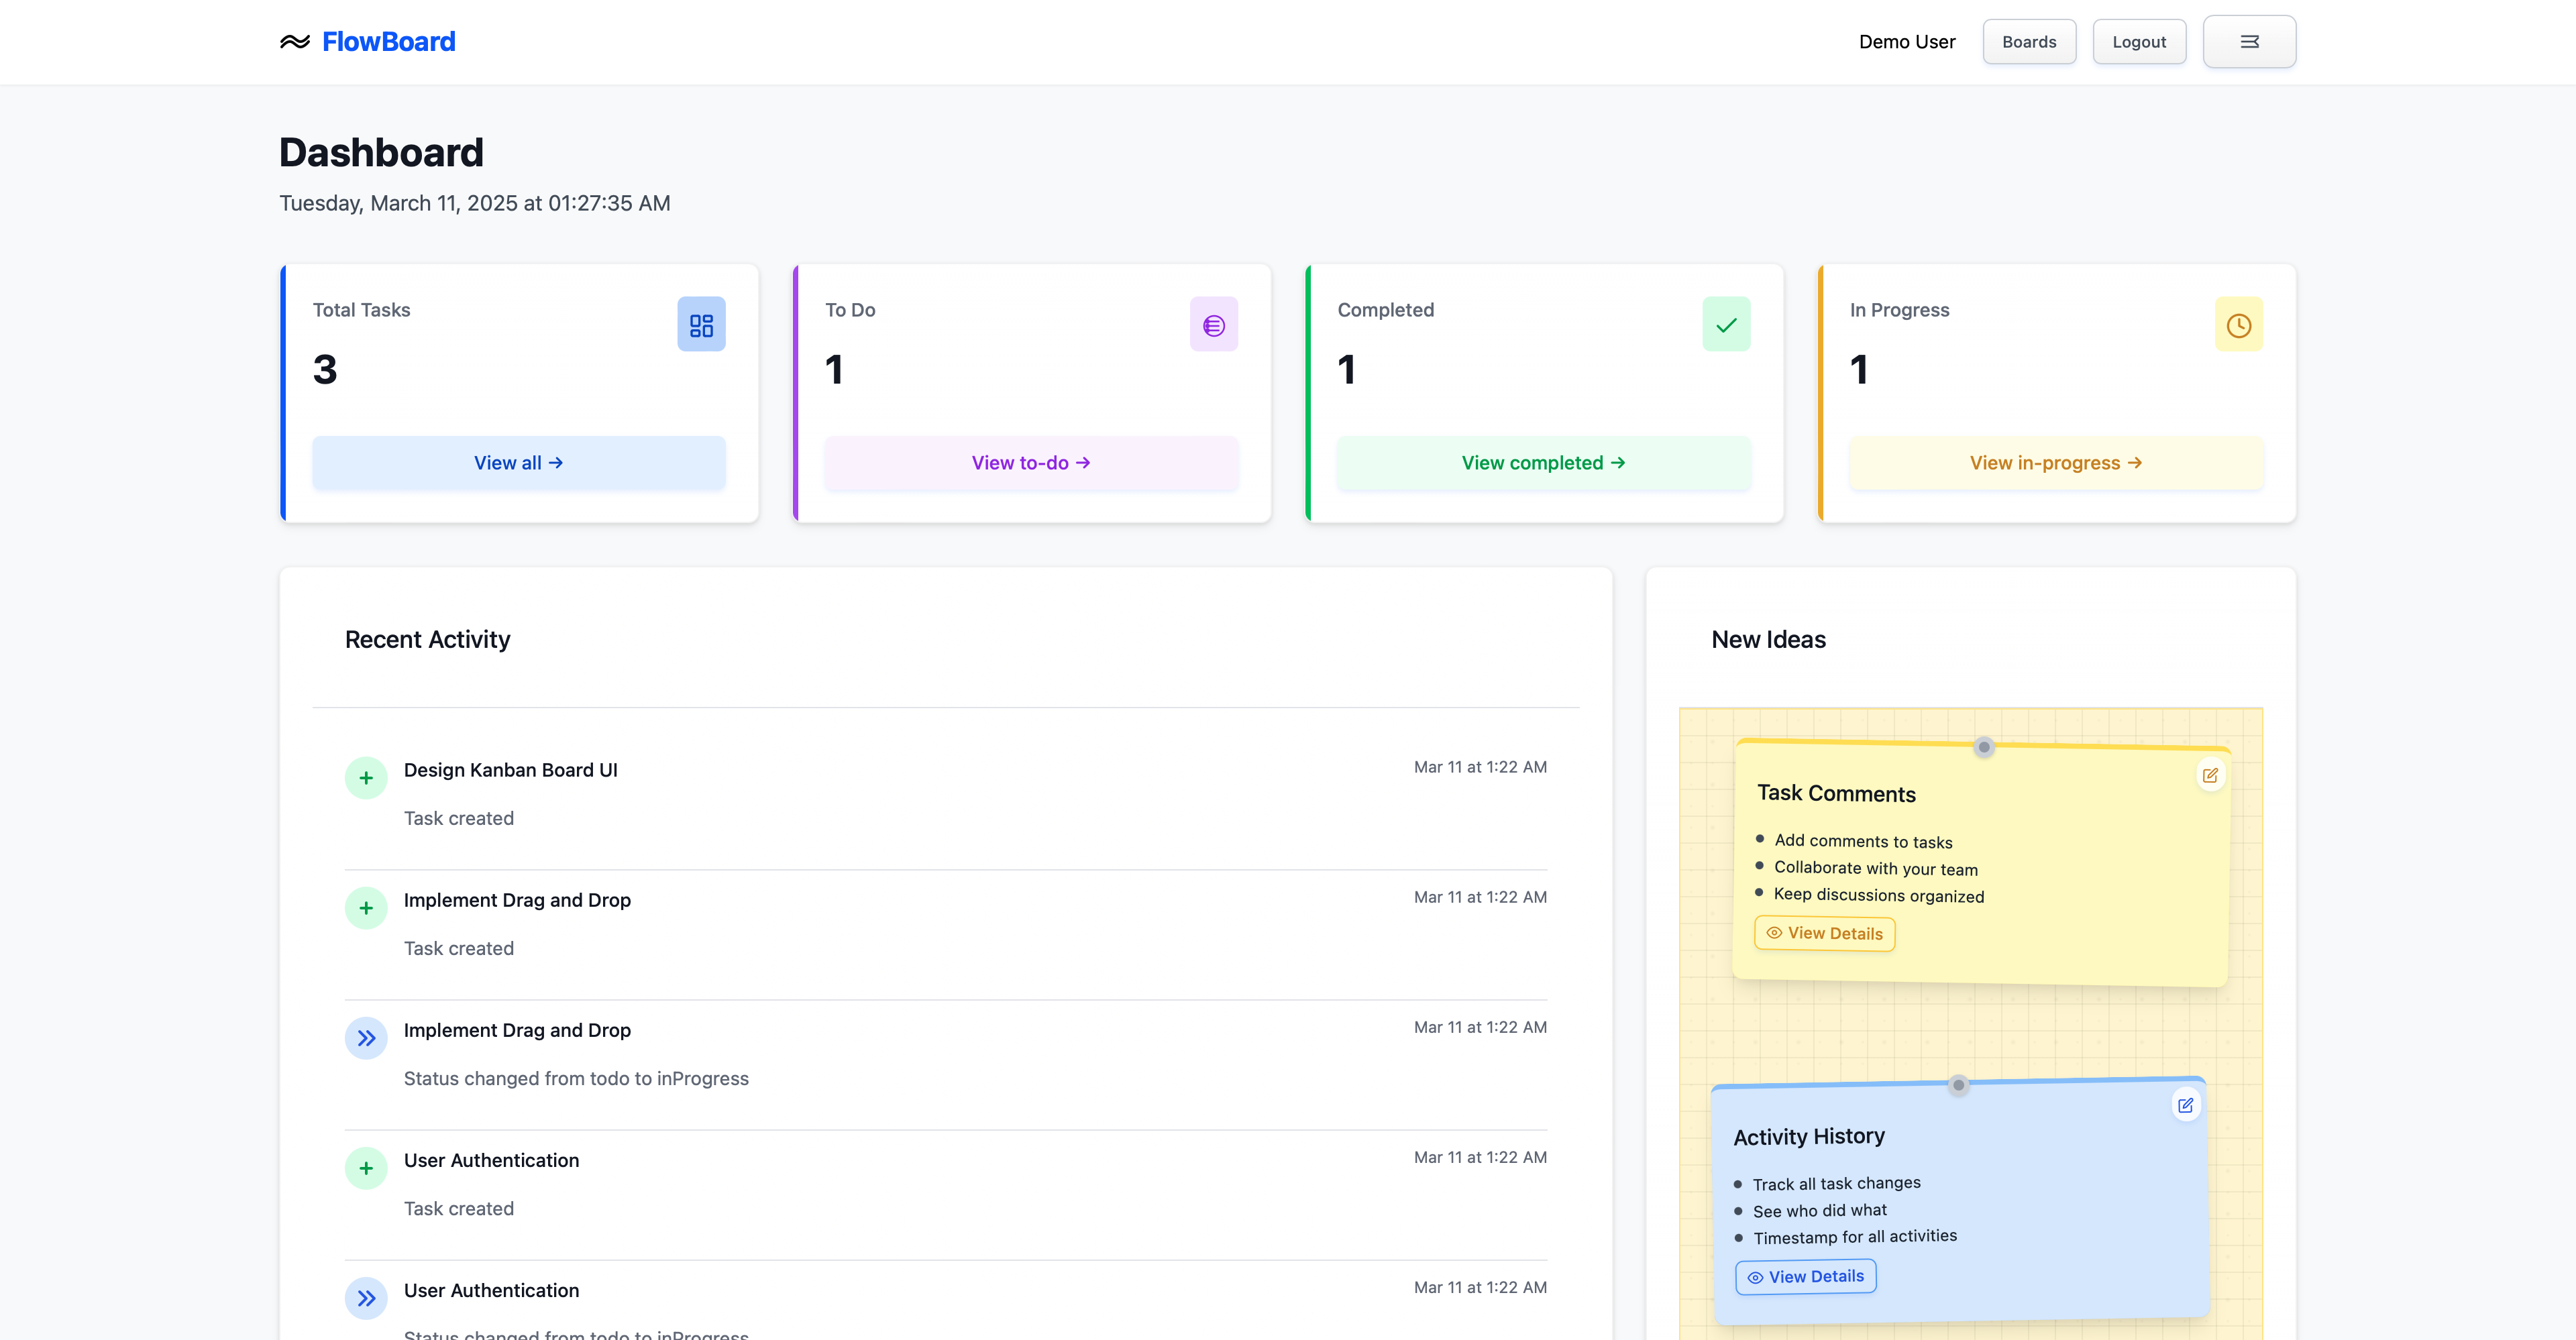 FlowBoard
Demo User
Boards
Logout
Dashboard
Tuesday, March 11, 2025 at 01:27:35 AM
Total Tasks
3
View all →
To Do
1
View to-do →
Completed
1
View completed →
In Progress
1
View in-progress →
Recent Activity
Design Kanban Board UI
Mar 11 at 1:22 AM
Task created
Implement Drag and Drop
Mar 11 at 1:22 AM
Task created
Implement Drag and Drop
Mar 11 at 1:22 AM
Status changed from todo to inProgress
User Authentication
Mar 11 at 1:22 AM
Task created
User Authentication
Mar 11 at 1:22 AM
Status changed from todo to inProgress
New Ideas
Task Comments
Add comments to tasks
Collaborate with your team
Keep discussions organized
View Details
Activity History
Track all task changes
See who did what
Timestamp for all activities
View Details